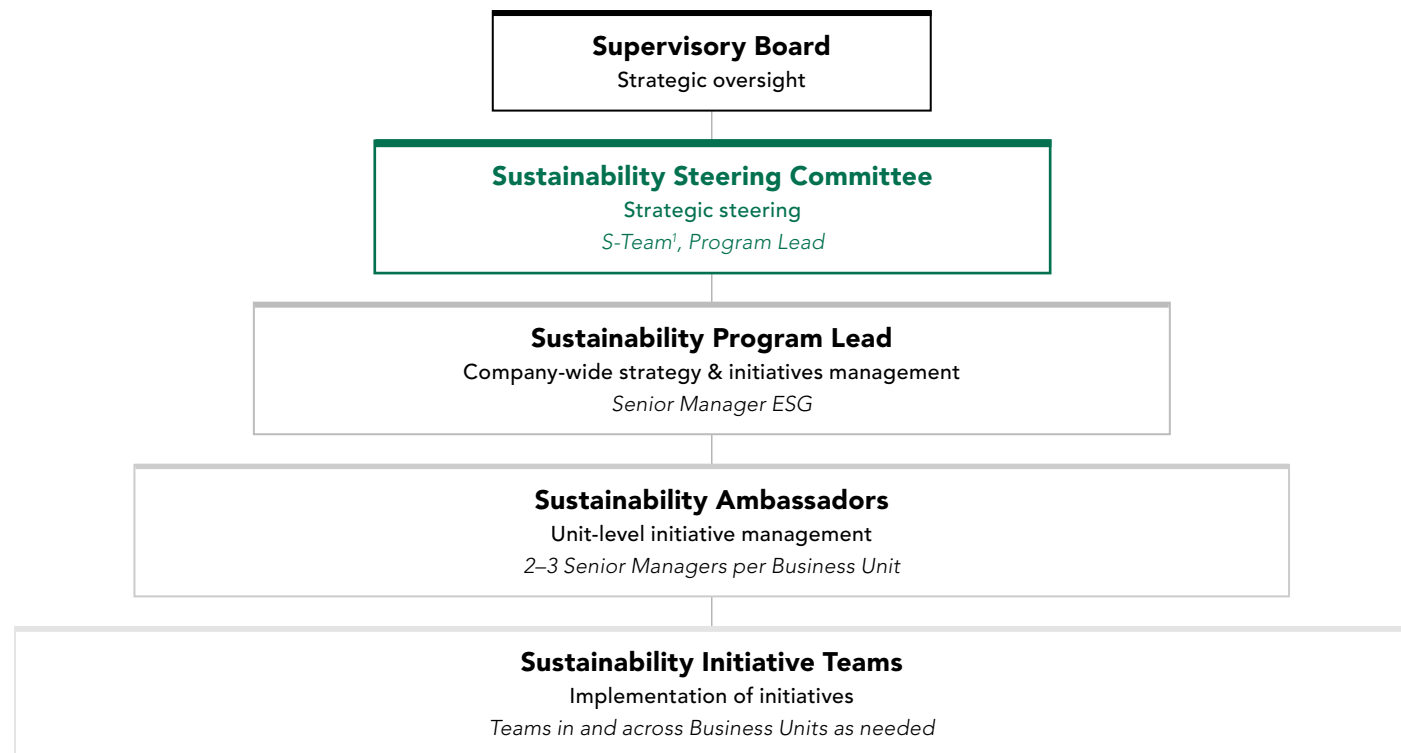 Supervisory Board
Strategic oversight
Sustainability Steering Committee
Strategic steering
S-Team¹, Program Lead
Sustainability Program Lead
Company-wide strategy & initiatives management
Senior Manager ESG
Sustainability Ambassadors
Unit-level initiative management
2–3 Senior Managers per Business Unit
Sustainability Initiative Teams
Implementation of initiatives
Teams in and across Business Units as needed